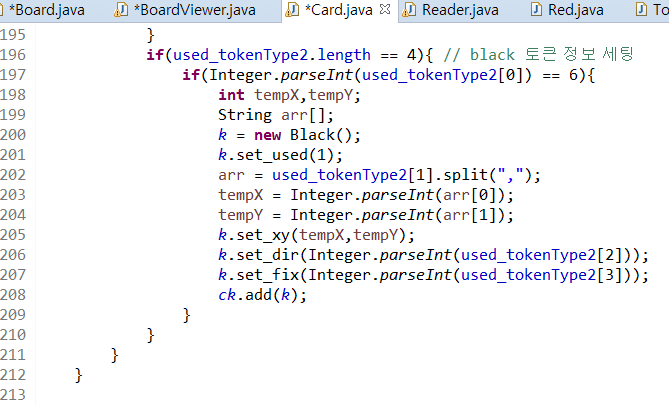 *Board.java *BoardViewer.java *Card.java Reader.java Red.java To
195 }
196 if(used_tokenType2.length == 4){ // black 토큰 정보 세팅
197 if(Integer.parseInt(used_tokenType2[0]) == 6){
198 int tempX,tempY;
199 String arr[];
200 k = new Black();
201 k.set_used(1);
202 arr = used_tokenType2[1].split(",");
203 tempX = Integer.parseInt(arr[0]);
204 tempY = Integer.parseInt(arr[1]);
205 k.set_xy(tempX,tempY);
206 k.set_dir(Integer.parseInt(used_tokenType2[2]));
207 k.set_fix(Integer.parseInt(used_tokenType2[3]));
208 ck.add(k);
209 }
210 }
211 }
212 }
213